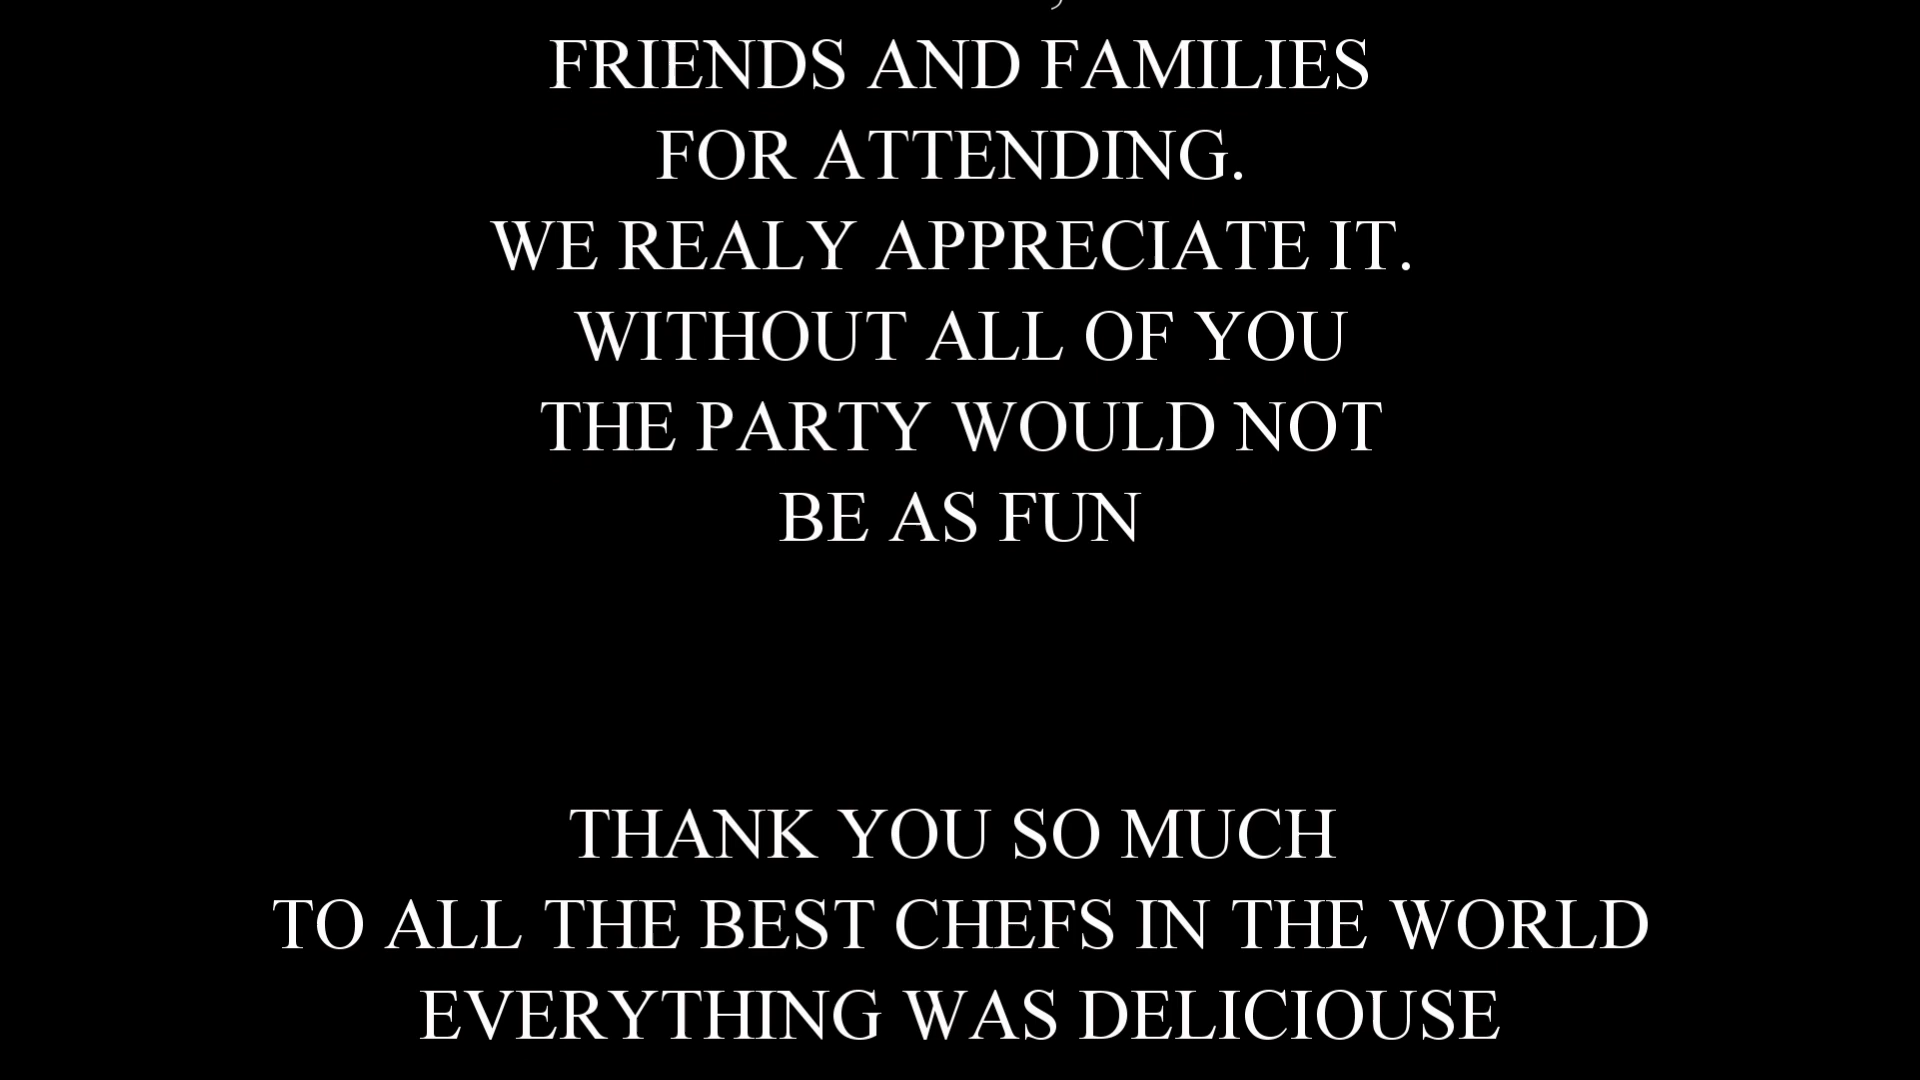 FRIENDS AND FAMILIES
FOR ATTENDING.
WE REALY APPRECIATE IT.
WITHOUT ALL OF YOU
THE PARTY WOULD NOT
BE AS FUN
THANK YOU SO MUCH
TO ALL THE BEST CHEFS IN THE WORLD
EVERYTHING WAS DELICIOUSE